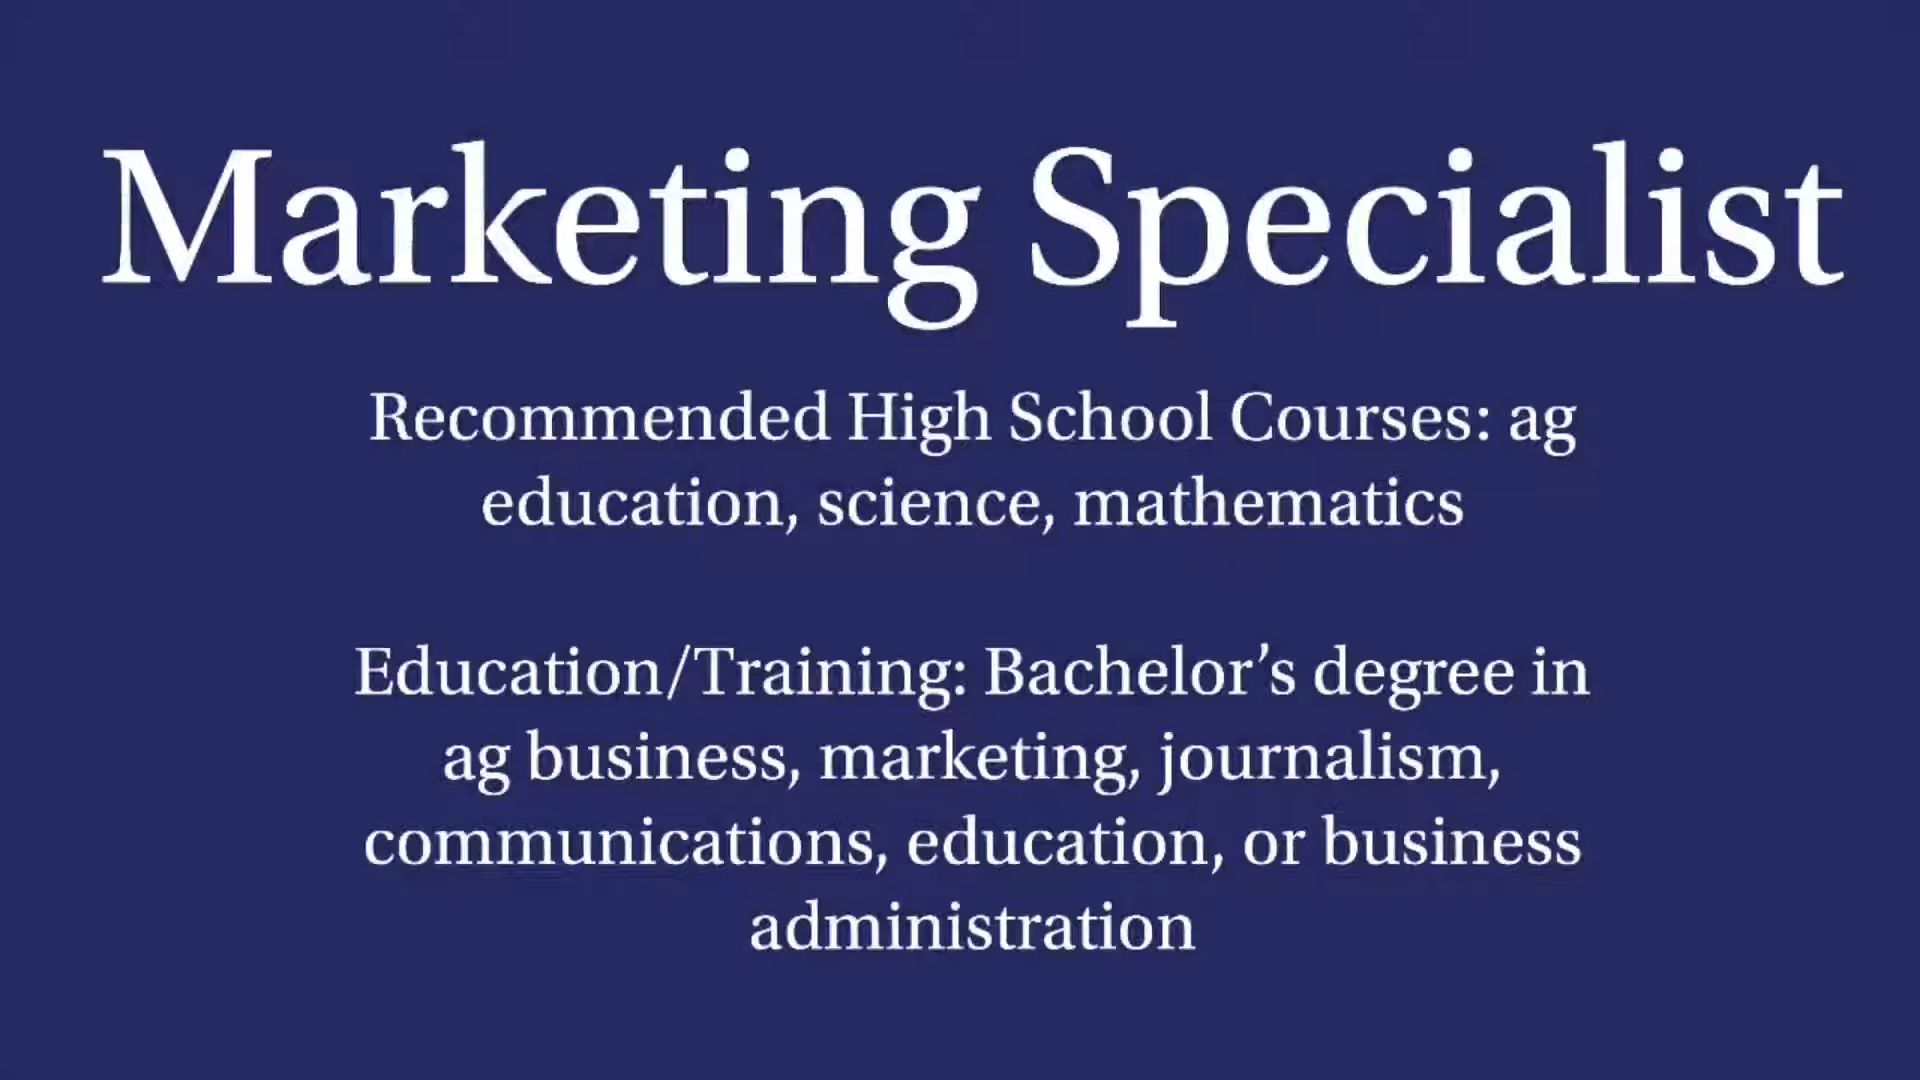 Marketing Specialist
Recommended High School Courses: ag
education, science, mathematics
Education/Training: Bachelor’s degree in
ag business, marketing, journalism,
communications, education, or business
administration